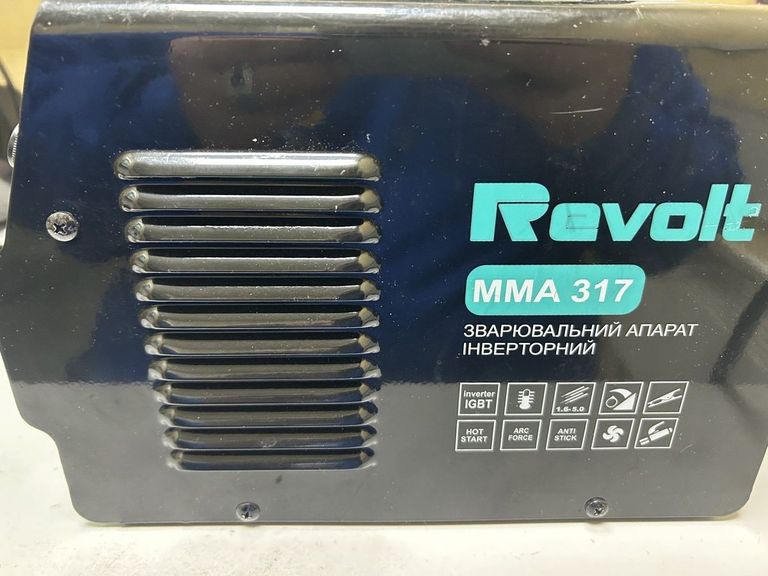 Revolt
MMA 317
ЗВАРЮВАЛЬНИЙ АПАРАТ
ІНВЕРТОРНИЙ
inverter
IGBT
1.6-5.0
HOT
START
ARC
FORCE
ANTI
STICK